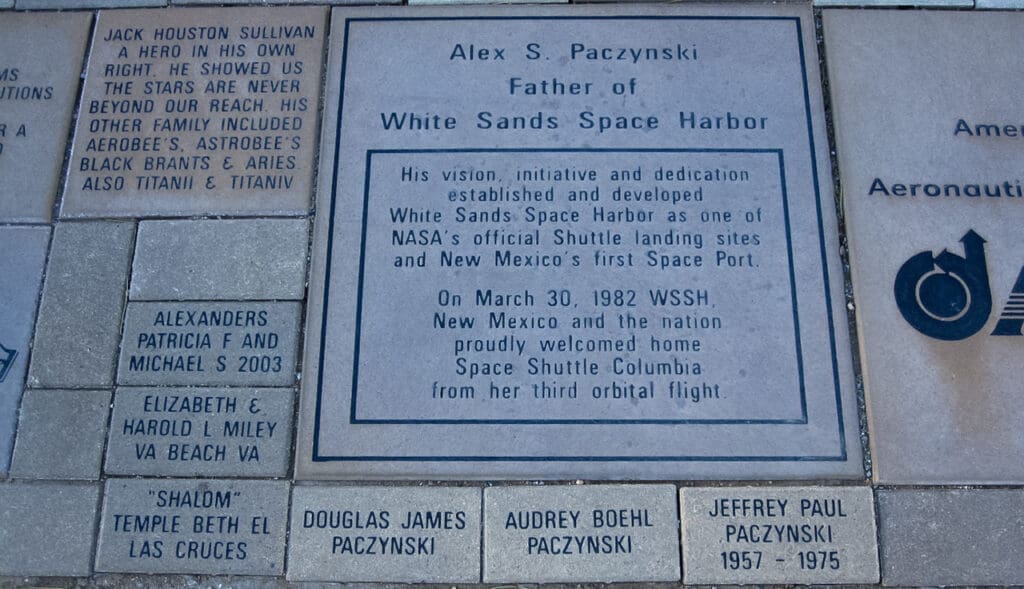 MS
UTIONS
R A
JACK HOUSTON SULLIVAN
A HERO IN HIS OWN
RIGHT. HE SHOWED US
THE STARS ARE NEVER
BEYOND OUR REACH. HIS
OTHER FAMILY INCLUDED
AEROBEE'S, ASTROBEE'S
BLACK BRANTS & ARIES.
ALSO TITANII & TITANIV
Alex S. Paczynski
Father of
White Sands Space Harbor
His vision, initiative and dedication
established and developed
White Sands Space Harbor as one of
NASA's official Shuttle landing sites
and New Mexico's first Space Port.
On March 30, 1982 WSSH,
New Mexico and the nation
proudly welcomed home
Space Shuttle Columbia
from her third orbital flight.
Amer
Aeronauti
ALEXANDERS
PATRICIA F AND
MICHAEL S 2003
ELIZABETH &
HAROLD L MILEY
VA BEACH VA
"SHALOM"
TEMPLE BETH EL
LAS CRUCES
DOUGLAS JAMES
PACZYNSKI
AUDREY BOEHL
PACZYNSKI
JEFFREY PAUL
PACZYNSKI
1957 - 1975